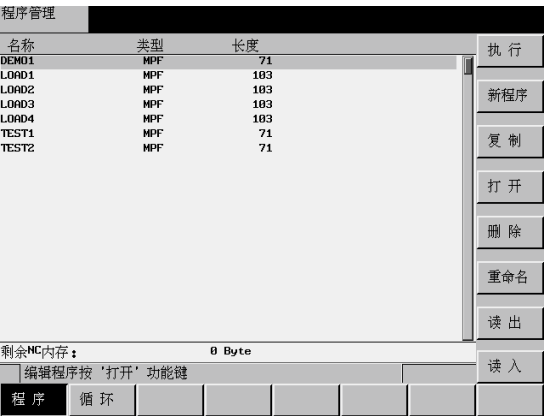 程序管理
名称 类型 长度
DEMO1 MPF 71
LOAD1 MPF 103
LOAD2 MPF 103
LOAD3 MPF 103
LOAD4 MPF 103
TEST1 MPF 71
TEST2 MPF 71
剩余NC内存: 0 Byte
编辑程序按 '打开' 功能键
执行
新程序
复制
打开
删除
重命名
读出
读入
程序 循环